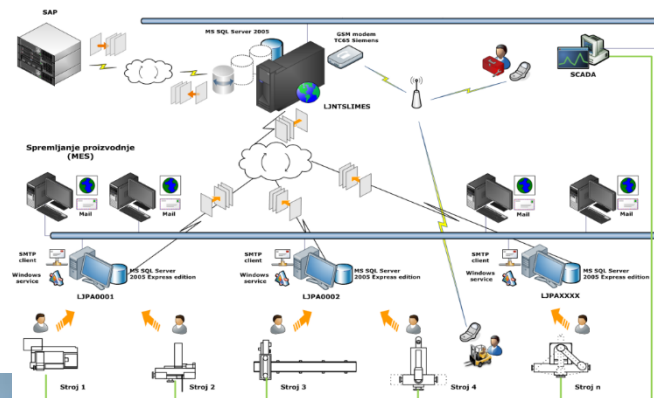 SAP
MS SQL Server 2005
GSM modem
TC65 Siemens
LJNTSLIMES
SCADA
Spremljanje proizvodnje
(MES)
Mail
Mail
Mail
Mail
SMTP
client
Windows
service
MS SQL Server
2005 Express edition
LJPA0001
SMTP
client
Windows
service
MS SQL Server
2005 Express edition
LJPA0002
SMTP
client
Windows
service
MS SQL Server
2005 Express edition
LJPAXXXX
Stroj 1
Stroj 2
Stroj 3
Stroj 4
Stroj n